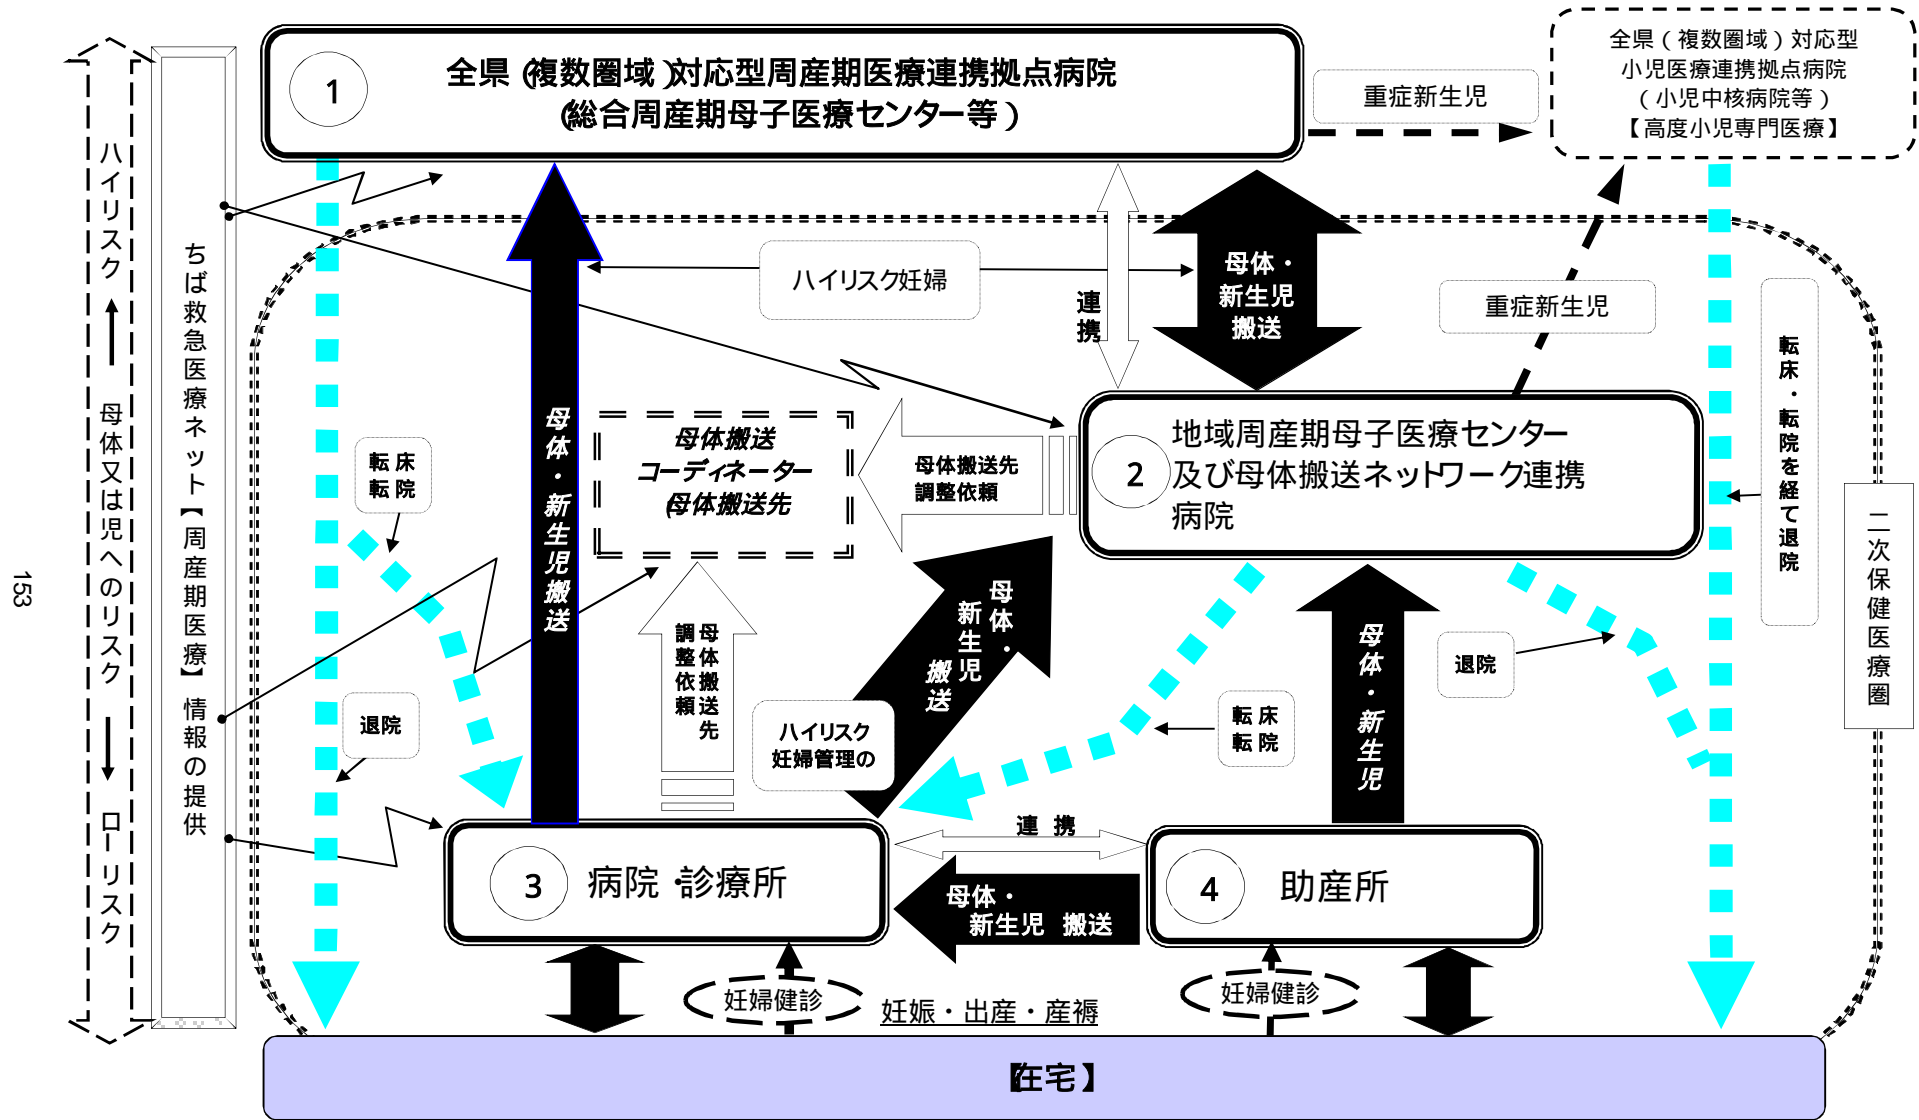 1
全県（複数圏域）対応型周産期医療連携拠点病院
（総合周産期母子医療センター等）
重症新生児
全県（複数圏域）対応型
小児医療連携拠点病院
（小児中核病院等）
【高度小児専門医療】
ハイリスク
母体又は児へのリスク
ローリスク
ちば救急医療ネット【周産期医療】情報の提供
153
ハイリスク妊婦
連携
母体・
新生児
搬送
重症新生児
転床・転院を経て退院
二次保健医療圏
転床
転院
母体・新生児搬送
母体搬送
コーディネーター
（母体搬送先
母体搬送先
調整依頼
2
地域周産期母子医療センター
及び母体搬送ネットワーク連携
病院
母体搬送先
調整依頼
母体・
新生児
搬送
ハイリスク
妊婦管理の
転床
転院
母体・新生児
退院
退院
連携
3
病院・診療所
母体・
新生児 搬送
4
助産所
妊婦健診
妊娠・出産・産褥
妊婦健診
【在宅】